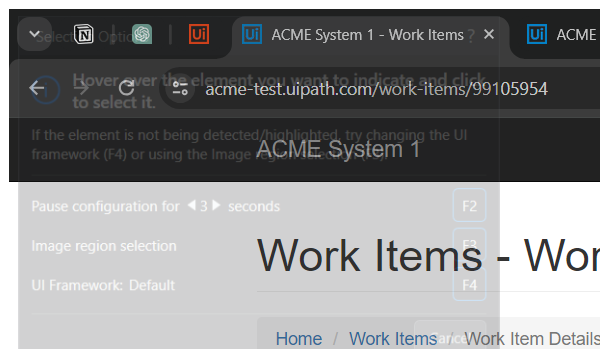 Selection Options
ACME System 1 - Work Items ?
ACME
acme-test.uipath.com/work-items/99105954
Hover over the element you want to indicate and click
to select it.
If the element is not being detected/highlighted, try changing the UI
framework (F4) or using the Image region selection (F3).
ACME System 1
Pause configuration for 3 seconds F2
Image region selection F3
UI Framework: Default F4
Work Items - Wor
Cancel
Home / Work Items / Work Item Details